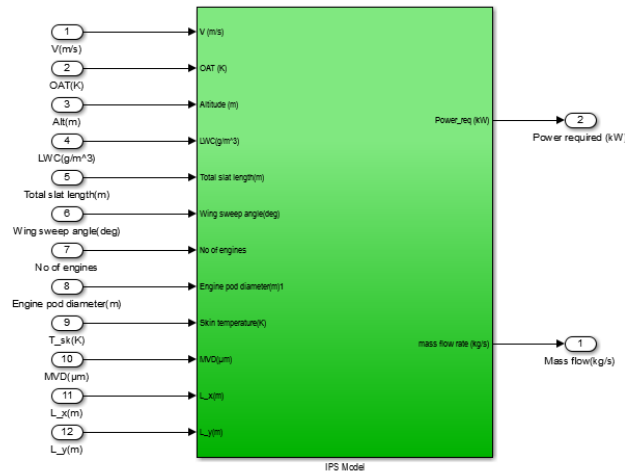 1
V(m/s)
V (m/s)
2
OAT(K)
OAT (K)
3
Alt(m)
Altitude (m)
4
LWC(g/m^3)
LWC(g/m^3)
5
Total slat length(m)
Total slat length(m)
6
Wing sweep angle(deg)
Wing sweep angle(deg)
7
No of engines
No of engines
8
Engine pod diameter(m)
Engine pod diameter(m)1
9
T_sk(K)
Skin temperature(K)
10
MVD(µm)
MVD(µm)
11
L_x(m)
L_x(m)
12
L_y(m)
L_y(m)
Power_req (kW)
2
Power required (kW)
mass flow rate (kg/s)
1
Mass flow(kg/s)
IPS Model